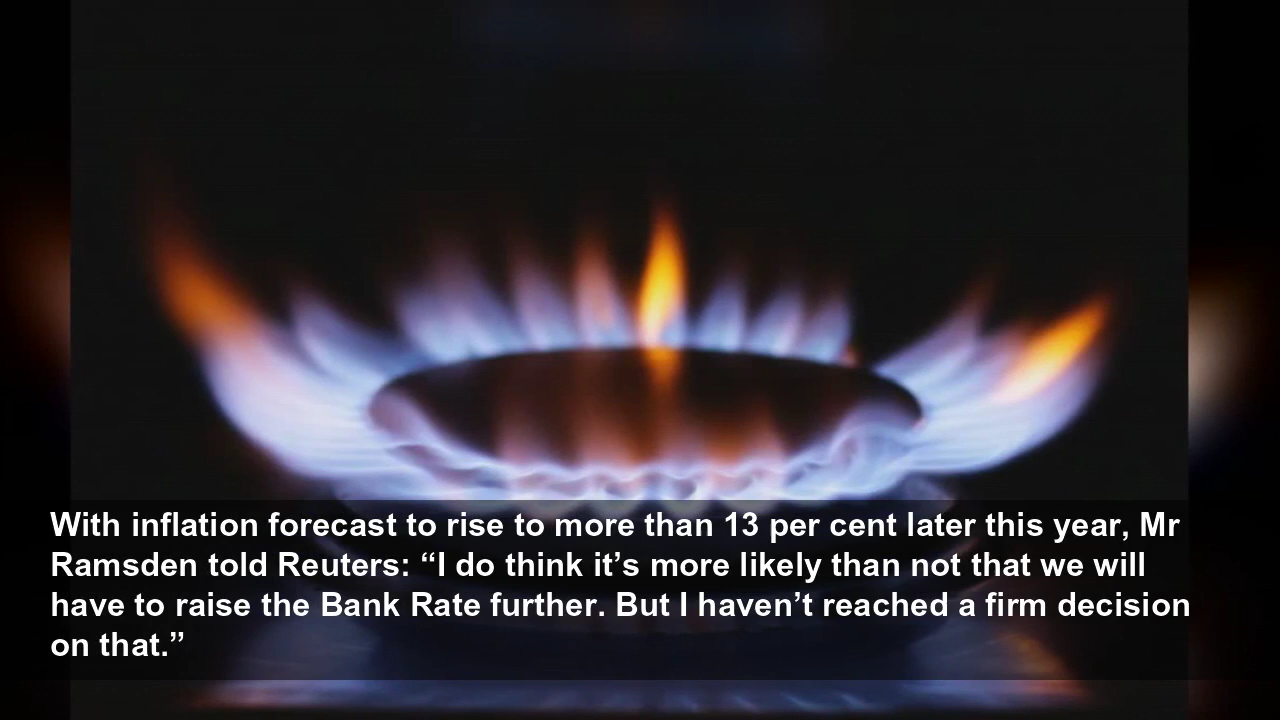 With inflation forecast to rise to more than 13 per cent later this year, Mr
Ramsden told Reuters: “I do think it’s more likely than not that we will
have to raise the Bank Rate further. But I haven’t reached a firm decision
on that.”